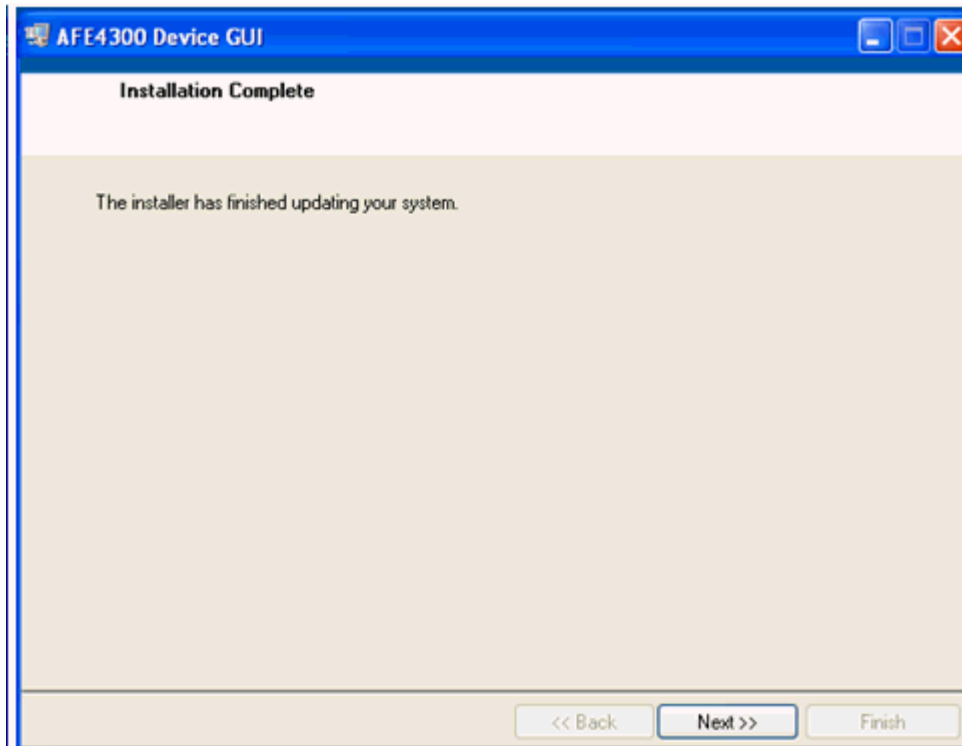 AFE4300 Device GUI
Installation Complete
The installer has finished updating your system.
<< Back
Next >>
Finish